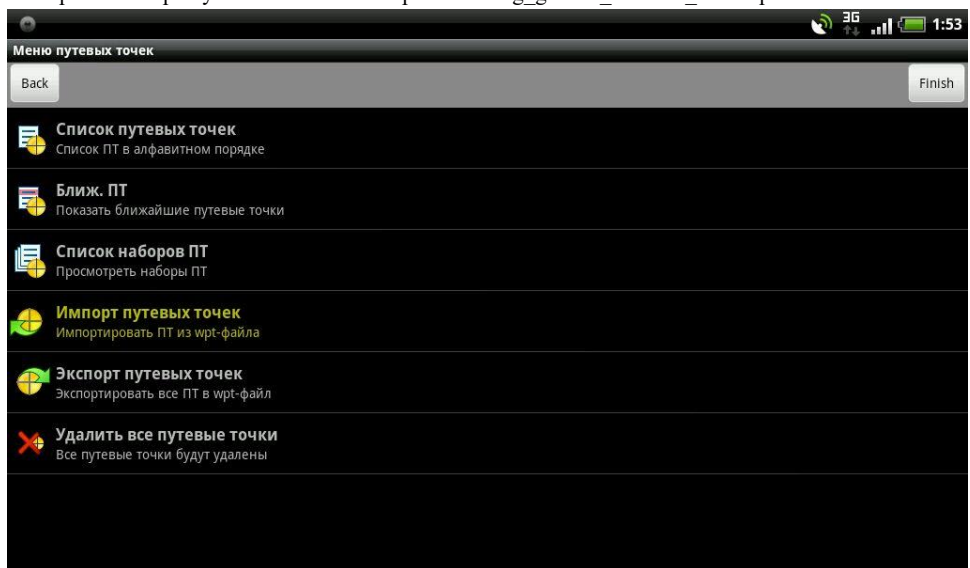 3G 1:53
Меню путевых точек
Back Finish
Список путевых точек
Список ПТ в алфавитном порядке
Ближ. ПТ
Показать ближайшие путевые точки
Список наборов ПТ
Просмотреть наборы ПТ
Импорт путевых точек
Импортировать ПТ из wpt-файла
Экспорт путевых точек
Экспортировать все ПТ в wpt-файл
Удалить все путевые точки
Все путевые точки будут удалены